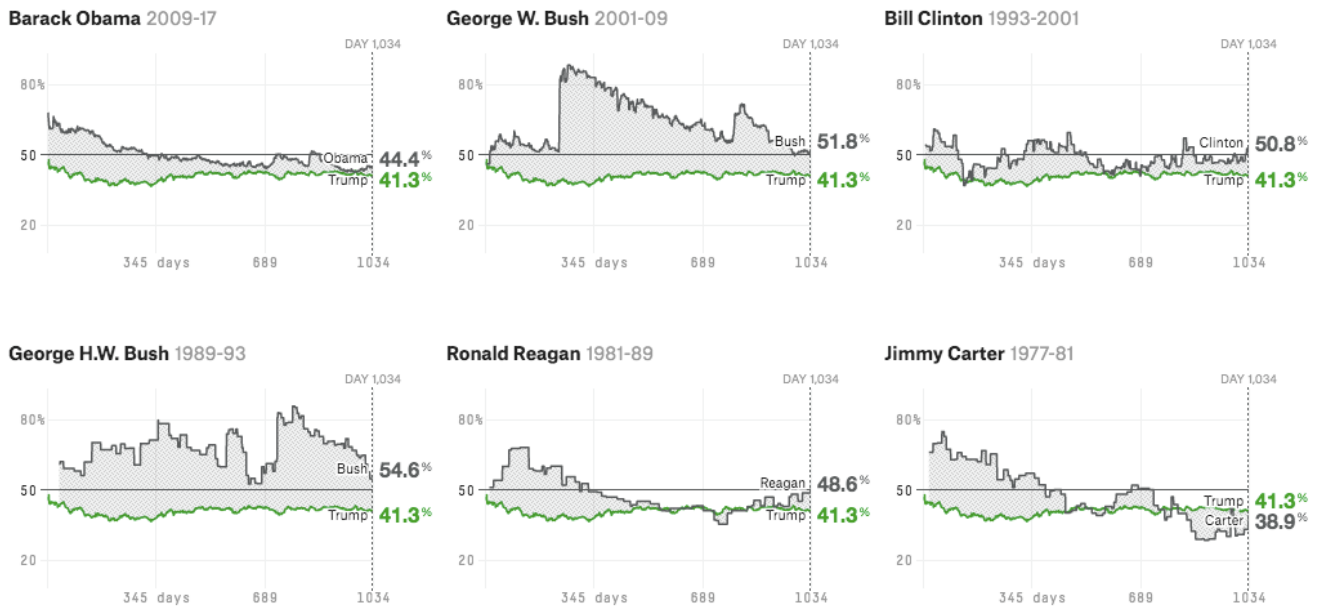 Barack Obama 2009-17
DAY 1,034
80%
50
20
Obama 44.4%
Trump 41.3%
345 days 689 1034
George W. Bush 2001-09
DAY 1,034
80%
50
20
Bush 51.8%
Trump 41.3%
345 days 689 1034
Bill Clinton 1993-2001
DAY 1,034
80%
50
20
Clinton 50.8%
Trump 41.3%
345 days 689 1034
George H.W. Bush 1989-93
DAY 1,034
80%
50
20
Bush 54.6%
Trump 41.3%
345 days 689 1034
Ronald Reagan 1981-89
DAY 1,034
80%
50
20
Reagan 48.6%
Trump 41.3%
345 days 689 1034
Jimmy Carter 1977-81
DAY 1,034
80%
50
20
Trump 41.3%
Carter 38.9%
345 days 689 1034